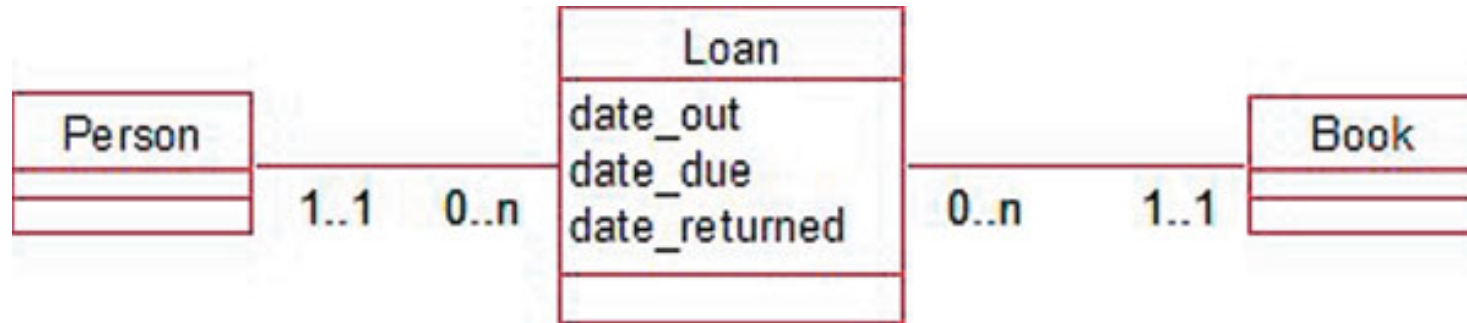 Loan
Person
date_out
date_due
date_returned
Book
1..1
0..n
0..n
1..1